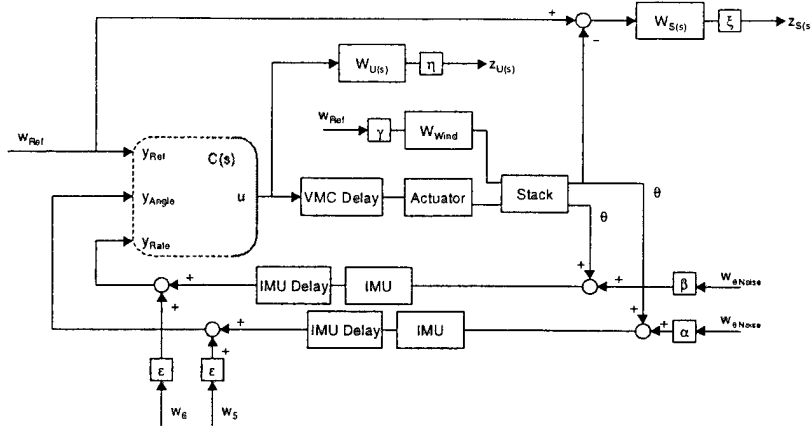 +
W_S(s)
ξ
z_S(s
−
W_U(s)
η
z_U(s)
w_Ref
w_Ref
γ
W_Wind
C(s)
y_Ref
y_Angle
u
VMC Delay
Actuator
Stack
θ
θ
y_Rate
+
IMU Delay
IMU
+
+
β
w_θNoise
+
+
IMU Delay
IMU
+
+
α
w_θNoise
+
ε
ε
w_6
w_5